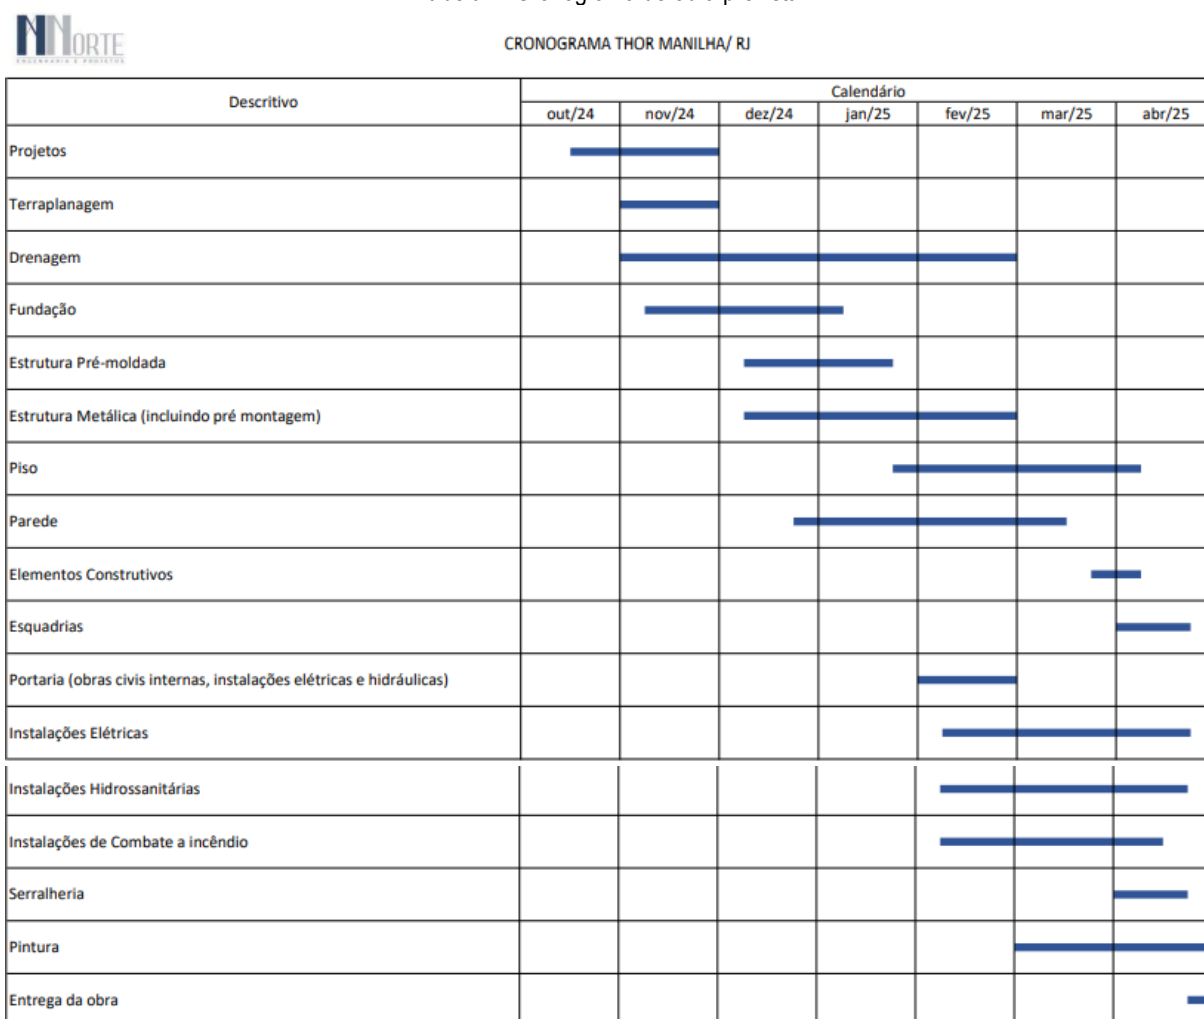 NNORTE
ENGENHARIA E PROJETOS
CRONOGRAMA THOR MANILHA/ RJ
Descritivo
Calendário
out/24 nov/24 dez/24 jan/25 fev/25 mar/25 abr/25
Projetos
Terraplanagem
Drenagem
Fundação
Estrutura Pré-moldada
Estrutura Metálica (incluindo pré montagem)
Piso
Parede
Elementos Construtivos
Esquadrias
Portaria (obras civis internas, instalações elétricas e hidráulicas)
Instalações Elétricas
Instalações Hidrossanitárias
Instalações de Combate a incêndio
Serralheria
Pintura
Entrega da obra